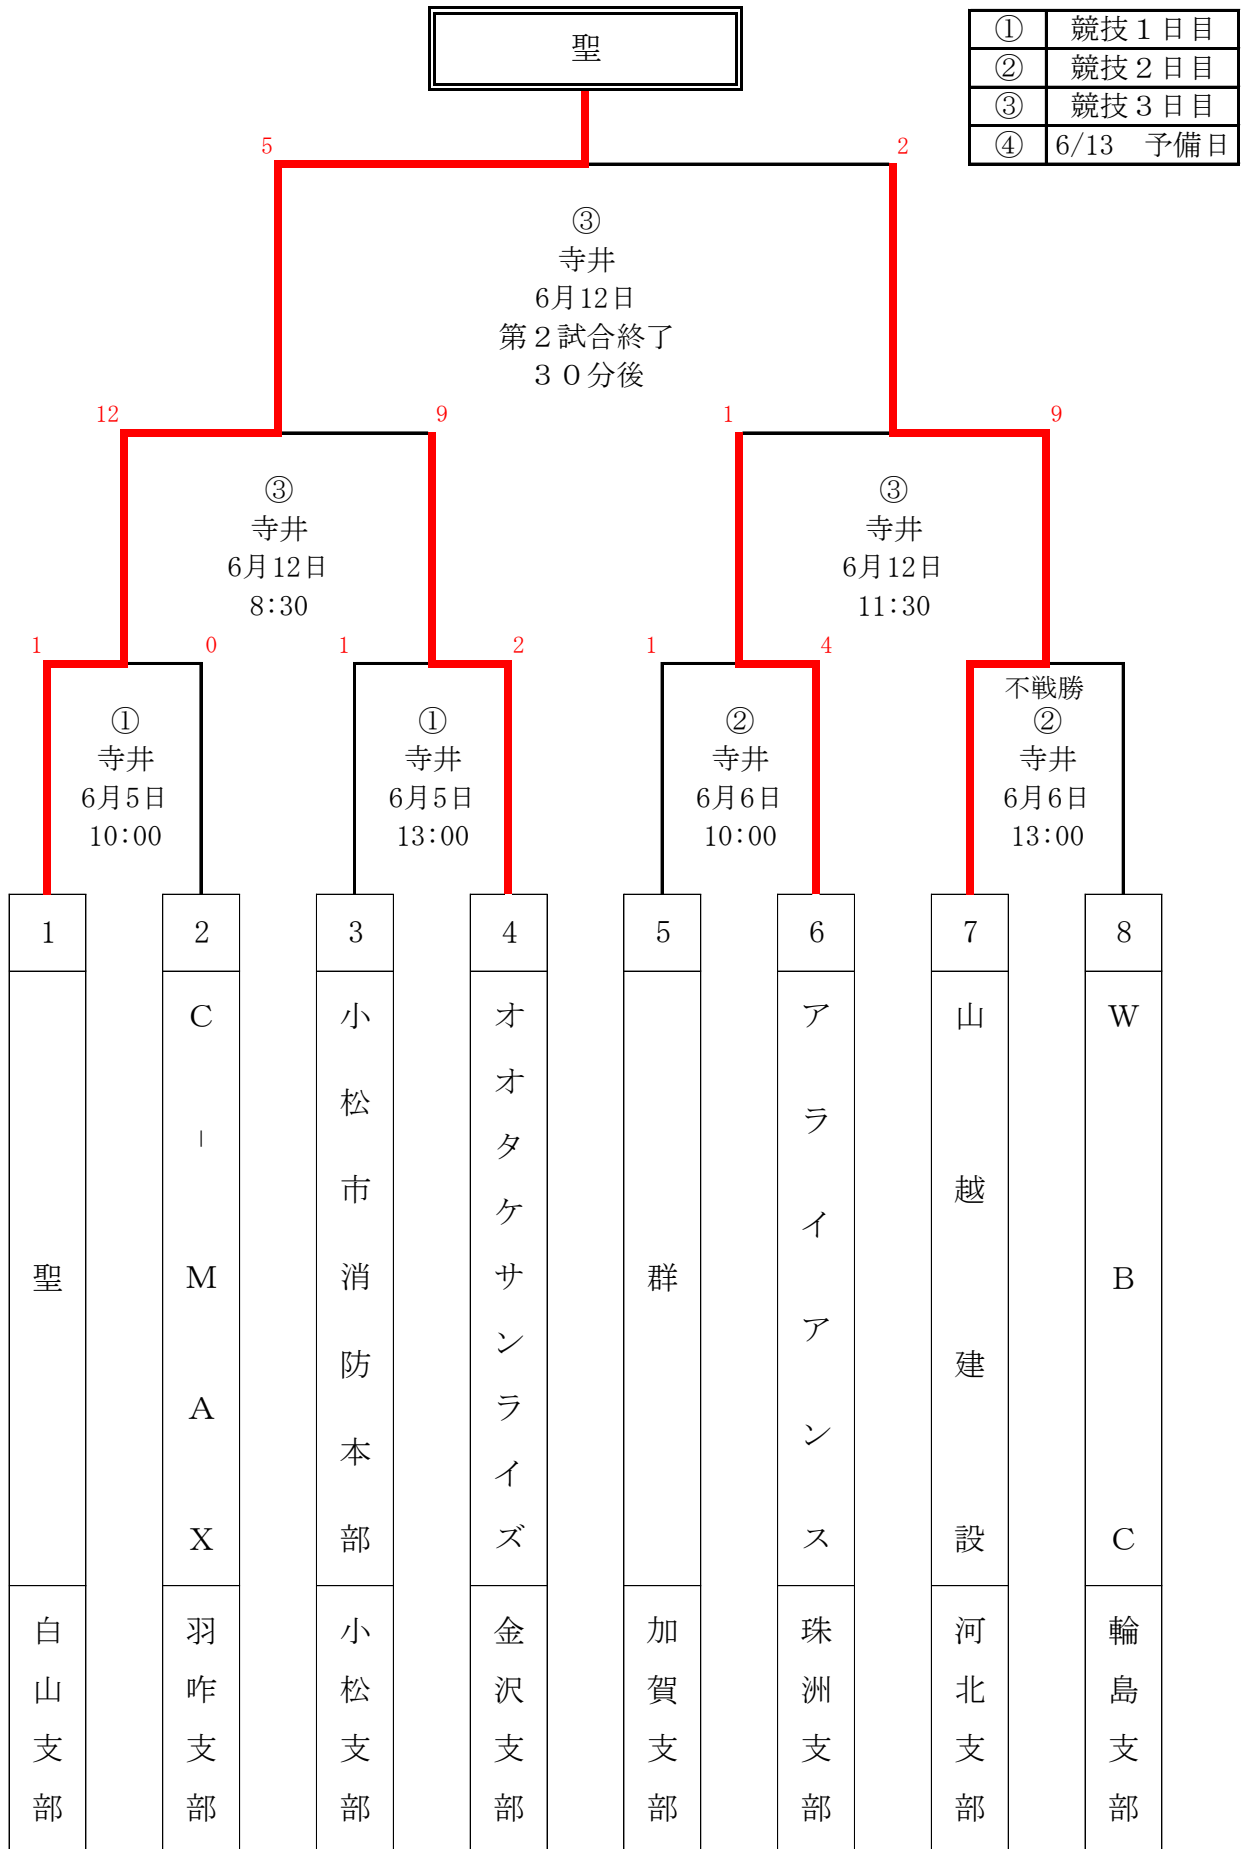 聖
① 競技１日目
② 競技２日目
③ 競技３日目
④ 6/13　予備日
5
2
③
寺井
6月12日
第２試合終了
３０分後
12
9
1
9
③
寺井
6月12日
8:30
③
寺井
6月12日
11:30
1
0
1
2
1
4
不戦勝
①
寺井
6月5日
10:00
①
寺井
6月5日
13:00
②
寺井
6月6日
10:00
②
寺井
6月6日
13:00
1
聖
白山支部
2
C－MAX
羽咋支部
3
小松市消防本部
小松支部
4
オオタケサンライズ
金沢支部
5
群
加賀支部
6
アライアンス
珠洲支部
7
山越建設
河北支部
8
WBC
輪島支部